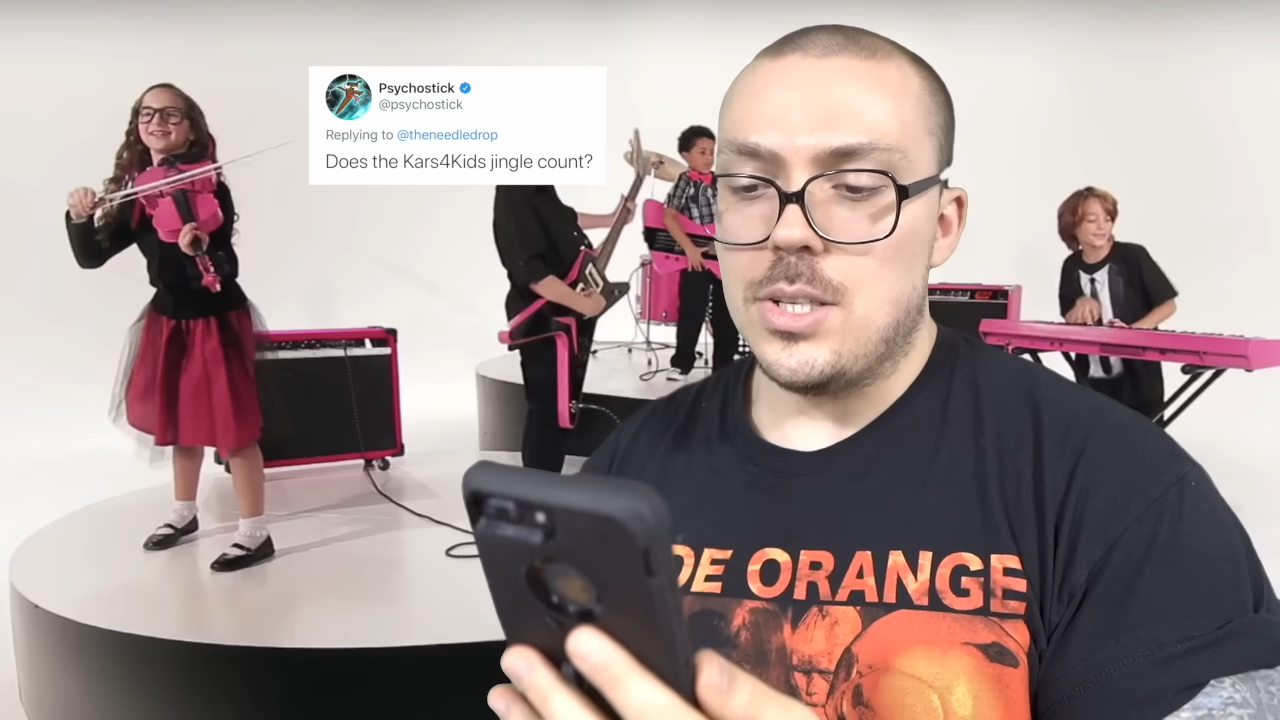 Psychostick
@psychostick
Replying to @theneedledrop
Does the Kars4Kids jingle count?
DE ORANGE